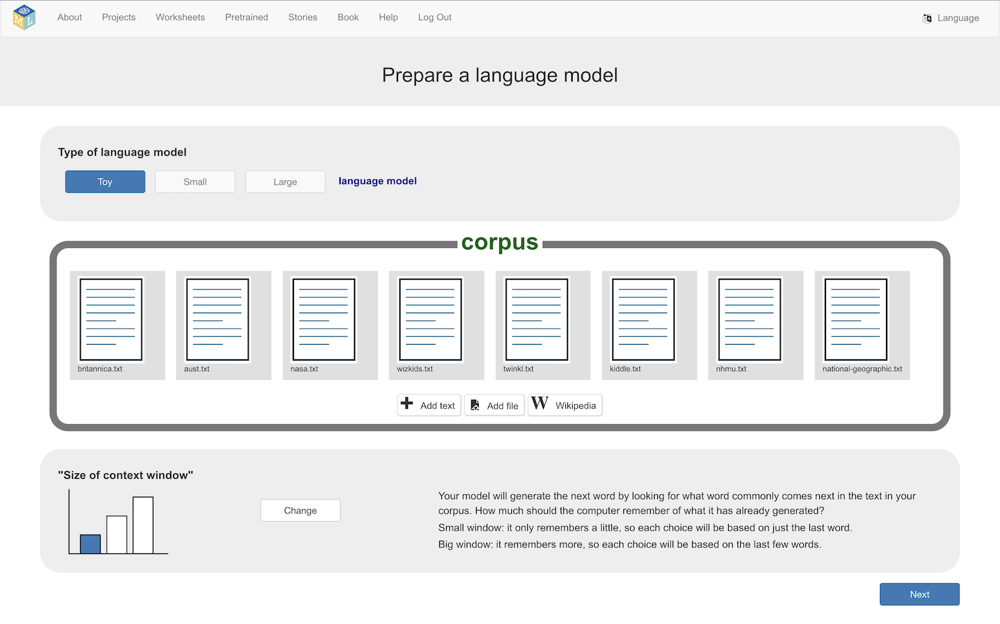 ML
About Projects Worksheets Pretrained Stories Book Help Log Out Language
Prepare a language model
Type of language model
Toy Small Large language model
corpus
britannica.txt aust.txt nasa.txt wizkids.txt twinkl.txt kiddle.txt nhmu.txt national-geographic.txt
Add text Add file W Wikipedia
"Size of context window"
Change
Your model will generate the next word by looking for what word commonly comes next in the text in your
corpus. How much should the computer remember of what it has already generated?
Small window: it only remembers a little, so each choice will be based on just the last word.
Big window: it remembers more, so each choice will be based on the last few words.
Next